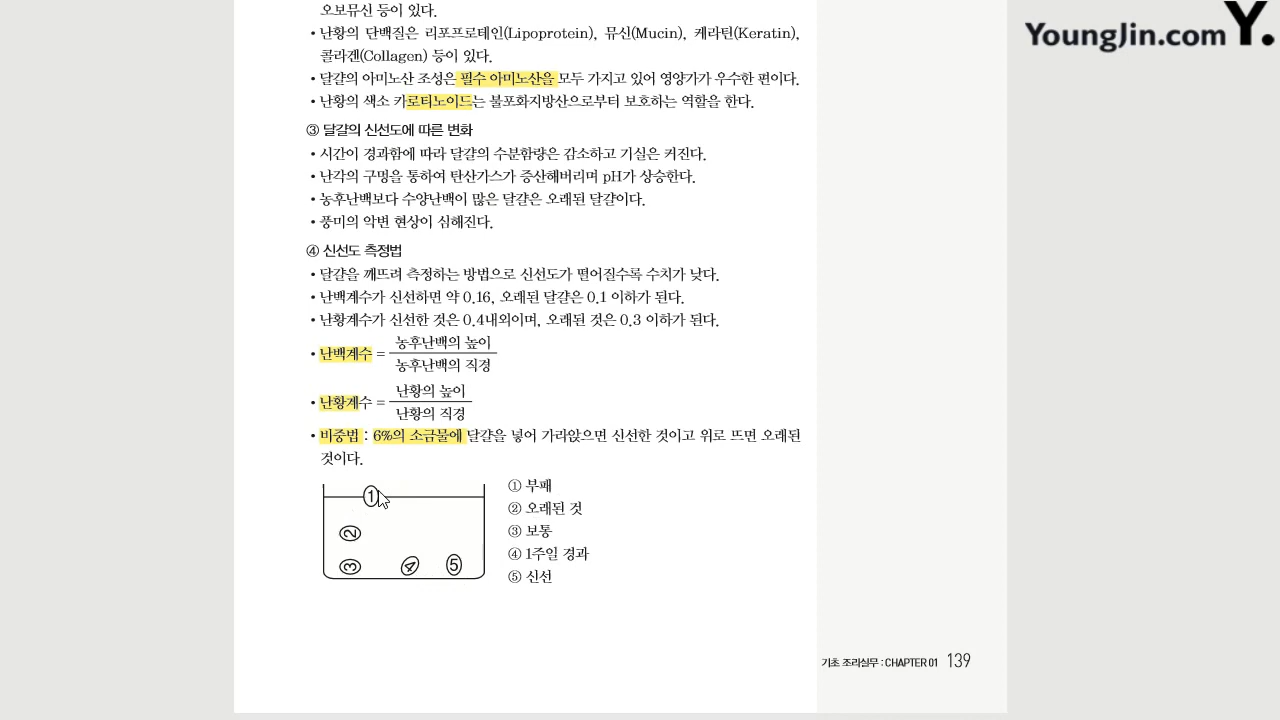 오보뮤신 등이 있다.
• 난황의 단백질은 리포프로테인(Lipoprotein), 뮤신(Mucin), 케라틴(Keratin),
콜라겐(Collagen) 등이 있다.
• 달걀의 아미노산 조성은 필수 아미노산을 모두 가지고 있어 영양가가 우수한 편이다.
• 난황의 색소 카로티노이드는 불포화지방산으로부터 보호하는 역할을 한다.
③ 달걀의 신선도에 따른 변화
• 시간이 경과함에 따라 달걀의 수분함량은 감소하고 기실은 커진다.
• 난각의 구멍을 통하여 탄산가스가 증산해버리며 pH가 상승한다.
• 농후난백보다 수양난백이 많은 달걀은 오래된 달걀이다.
• 풍미의 악변 현상이 심해진다.
④ 신선도 측정법
• 달걀을 깨뜨려 측정하는 방법으로 신선도가 떨어질수록 수치가 낮다.
• 난백계수가 신선하면 약 0.16, 오래된 달걀은 0.1 이하가 된다.
• 난황계수가 신선한 것은 0.4내외이며, 오래된 것은 0.3 이하가 된다.
• 난백계수 = 농후난백의 높이
농후난백의 직경
• 난황계수 = 난황의 높이
난황의 직경
• 비중법 : 6%의 소금물에 달걀을 넣어 가라앉으면 신선한 것이고 위로 뜨면 오래된
것이다.
①
②
③ ④ ⑤
① 부패
② 오래된 것
③ 보통
④ 1주일 경과
⑤ 신선
기초 조리실무 : CHAPTER 01 139
YoungJin.com Y.